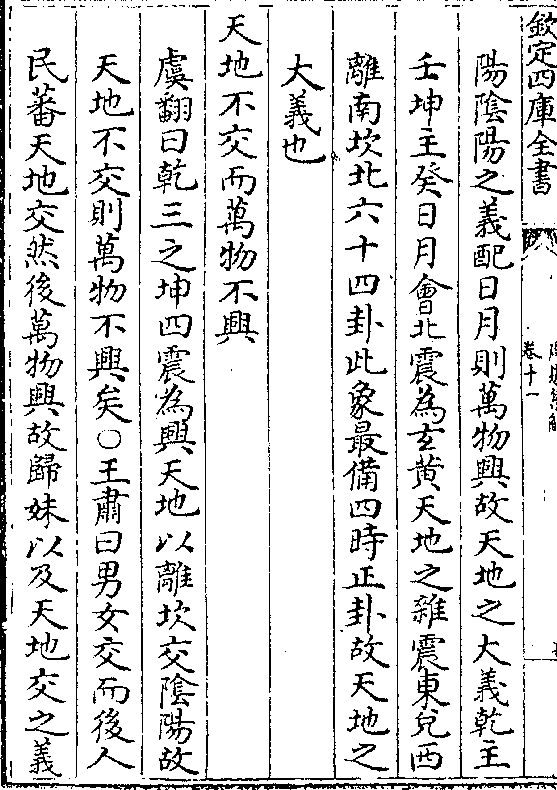 欽定四庫全書
卷十一
陽陰陽之義配日月則萬物興故天地之大義乾主
壬坤主癸日月會北震為玄黄天地之雜震東兌西
離南坎北六十四卦此象最備四時正卦故天地之
大義也
天地不交而萬物不興
虞翻曰乾三之坤四震為興天地以離坎交陰陽故
天地不交則萬物不興矣○王肅曰男女交而後人
民蕃天地交然後萬物興故歸妹以及天地交之義